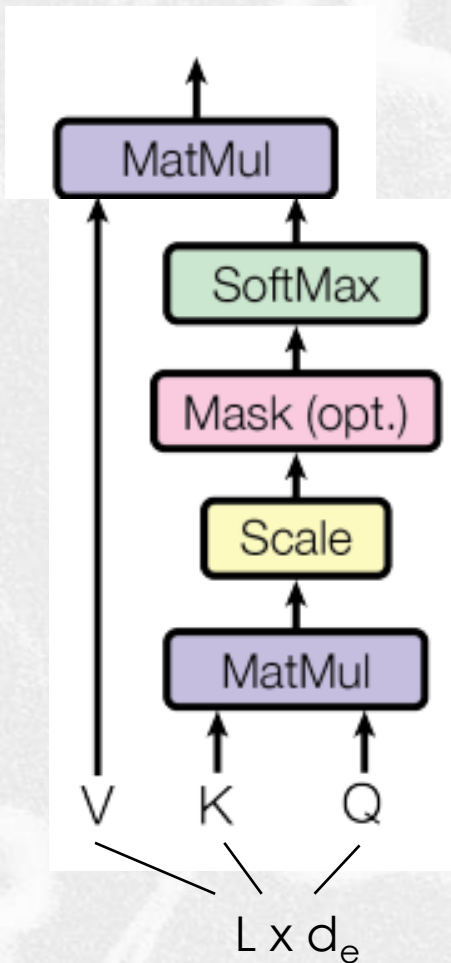 MatMul
SoftMax
Mask (opt.)
Scale
MatMul
V K Q
L x dₑ